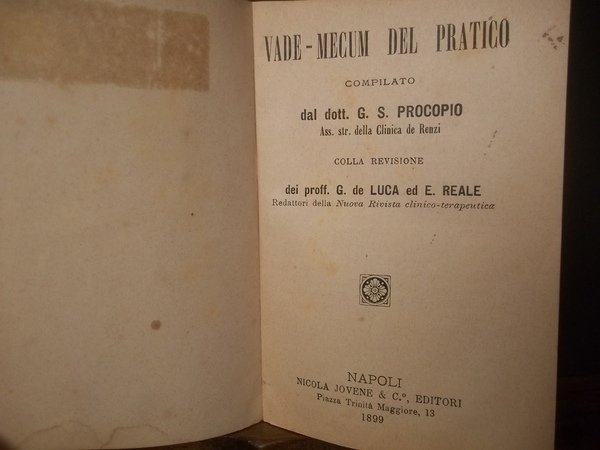 VADE-MECUM DEL PRATICO
COMPILATO
dal dott. G. S. PROCOPIO
Ass. str. della Clinica de Renzi
COLLA REVISIONE
dei proff. G. de LUCA ed E. REALE
Redattori della Nuova Rivista clinico-terapeutica
NAPOLI
NICOLA JOVENE & C.°, EDITORI
Piazza Trinità Maggiore, 13
1899